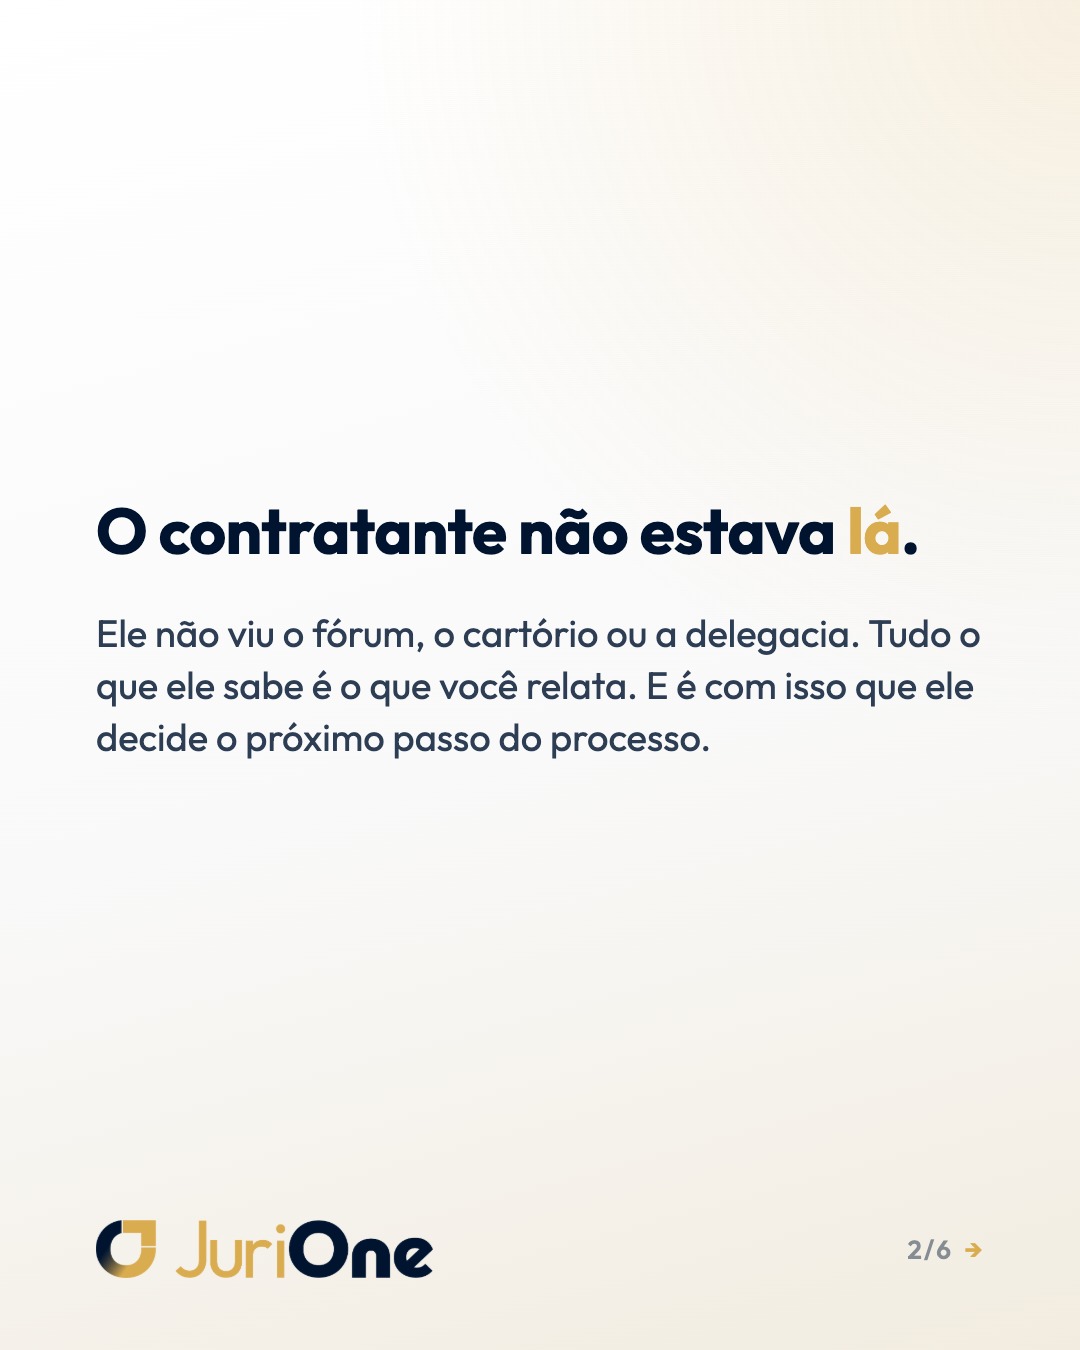 O contratante não estava lá.
Ele não viu o fórum, o cartório ou a delegacia. Tudo o
que ele sabe é o que você relata. E é com isso que ele
decide o próximo passo do processo.
JuriOne
2/6 →